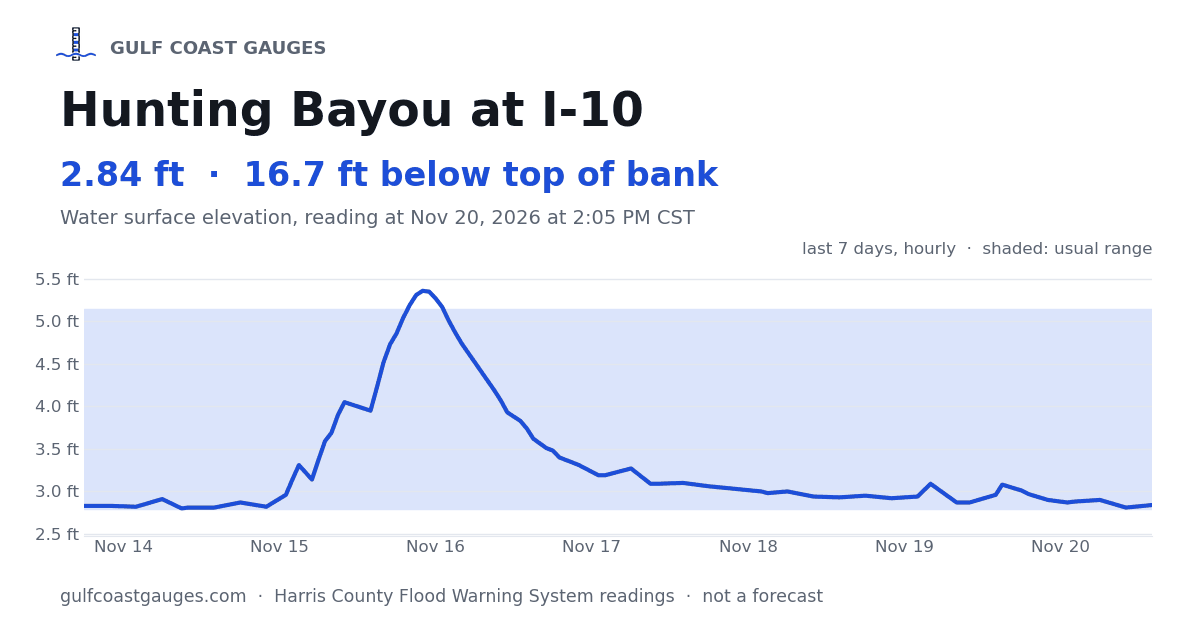 GULF COAST GAUGES
Hunting Bayou at I-10
2.84 ft · 16.7 ft below top of bank
Water surface elevation, reading at Nov 20, 2026 at 2:05 PM CST
last 7 days, hourly · shaded: usual range
5.5 ft
5.0 ft
4.5 ft
4.0 ft
3.5 ft
3.0 ft
2.5 ft
Nov 14 Nov 15 Nov 16 Nov 17 Nov 18 Nov 19 Nov 20
gulfcoastgauges.com · Harris County Flood Warning System readings · not a forecast